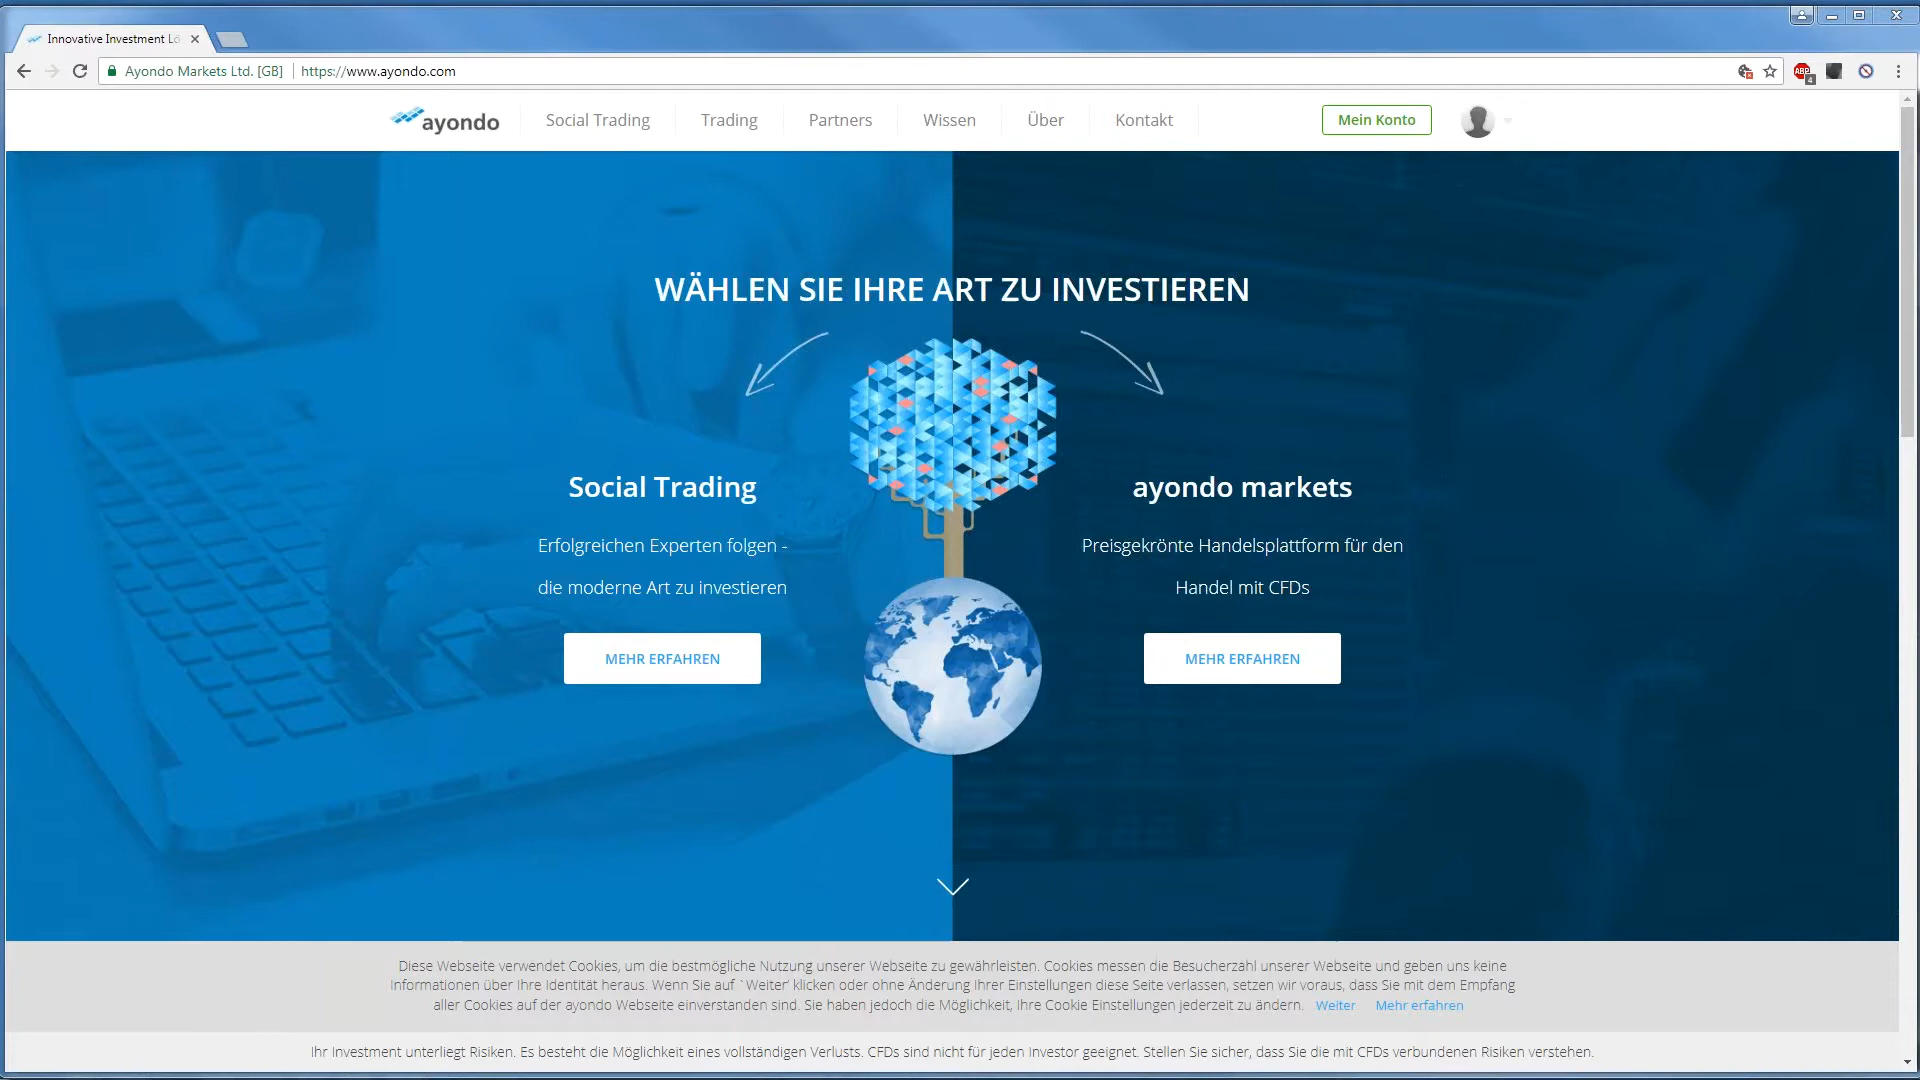 Innovative Investment Lö
Ayondo Markets Ltd. [GB]
https://www.ayondo.com
ABP
4
ayondo
Social Trading
Trading
Partners
Wissen
Über
Kontakt
Mein Konto
WÄHLEN SIE IHRE ART ZU INVESTIEREN
Social Trading
Erfolgreichen Experten folgen -
die moderne Art zu investieren
MEHR ERFAHREN
ayondo markets
Preisgekrönte Handelsplattform für den
Handel mit CFDs
MEHR ERFAHREN
Diese Webseite verwendet Cookies, um die bestmögliche Nutzung unserer Webseite zu gewährleisten. Cookies messen die Besucherzahl unserer Webseite und geben uns keine
Informationen über Ihre Identität heraus. Wenn Sie auf `Weiter' klicken oder ohne Änderung Ihrer Einstellungen diese Seite verlassen, setzen wir voraus, dass Sie mit dem Empfang
aller Cookies auf der ayondo Webseite einverstanden sind. Sie haben jedoch die Möglichkeit, Ihre Cookie Einstellungen jederzeit zu ändern. Weiter Mehr erfahren
Ihr Investment unterliegt Risiken. Es besteht die Möglichkeit eines vollständigen Verlusts. CFDs sind nicht für jeden Investor geeignet. Stellen Sie sicher, dass Sie die mit CFDs verbundenen Risiken verstehen.